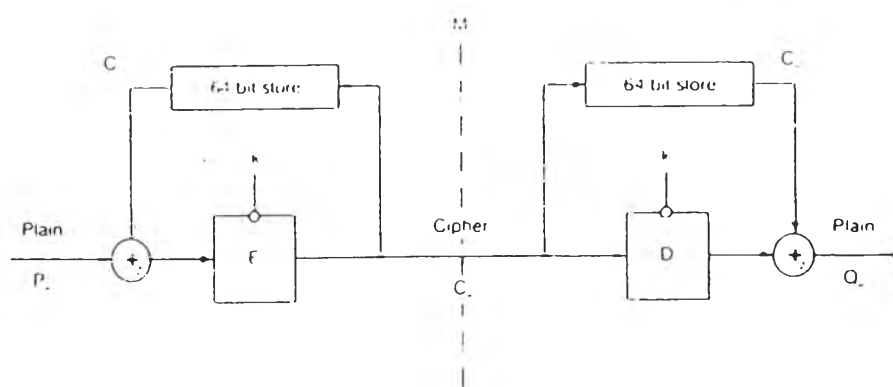 M
C
64 bit store
C
64 bit store
k
k
Plain
Cipher
Plain
+
E
D
+
P
C
Q